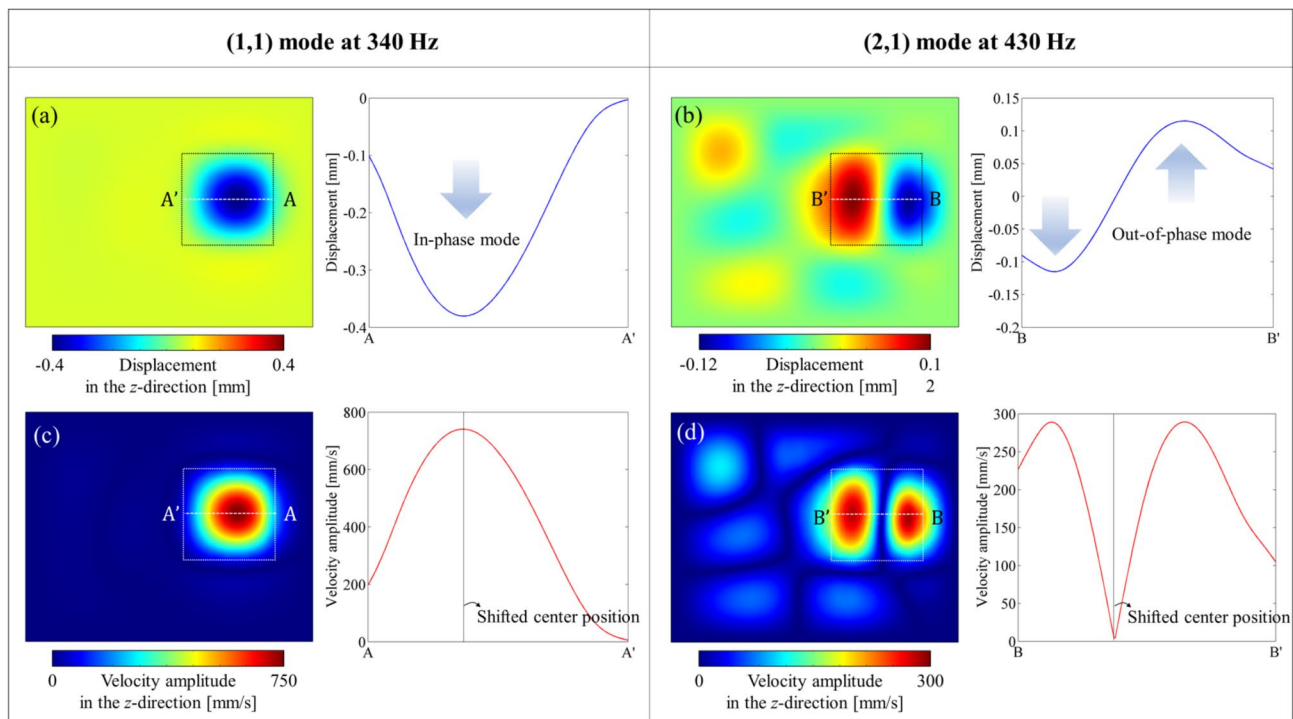 (1,1) mode at 340 Hz
(2,1) mode at 430 Hz
(a)
A'
A
Displacement [mm]
0
-0.1
-0.2
-0.3
-0.4
In-phase mode
A
A'
-0.4
Displacement
in the z-direction [mm]
0.4
(b)
B'
B
Displacement [mm]
0.15
0.1
0.05
0
-0.05
-0.1
-0.15
-0.2
Out-of-phase mode
B
B'
-0.12
Displacement
in the z-direction [mm]
0.1
2
(c)
A'
A
Velocity amplitude [mm/s]
800
600
400
200
0
Shifted center position
A
A'
0
Velocity amplitude
in the z-direction [mm/s]
750
(d)
B'
B
Velocity amplitude [mm/s]
300
250
200
150
100
50
0
Shifted center position
B
B'
0
Velocity amplitude
in the z-direction [mm/s]
300